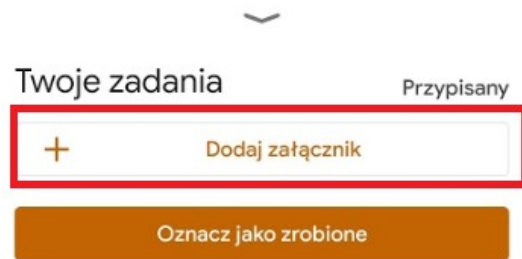 Twoje zadania
Przypisany
+ Dodaj załącznik
Oznacz jako zrobione